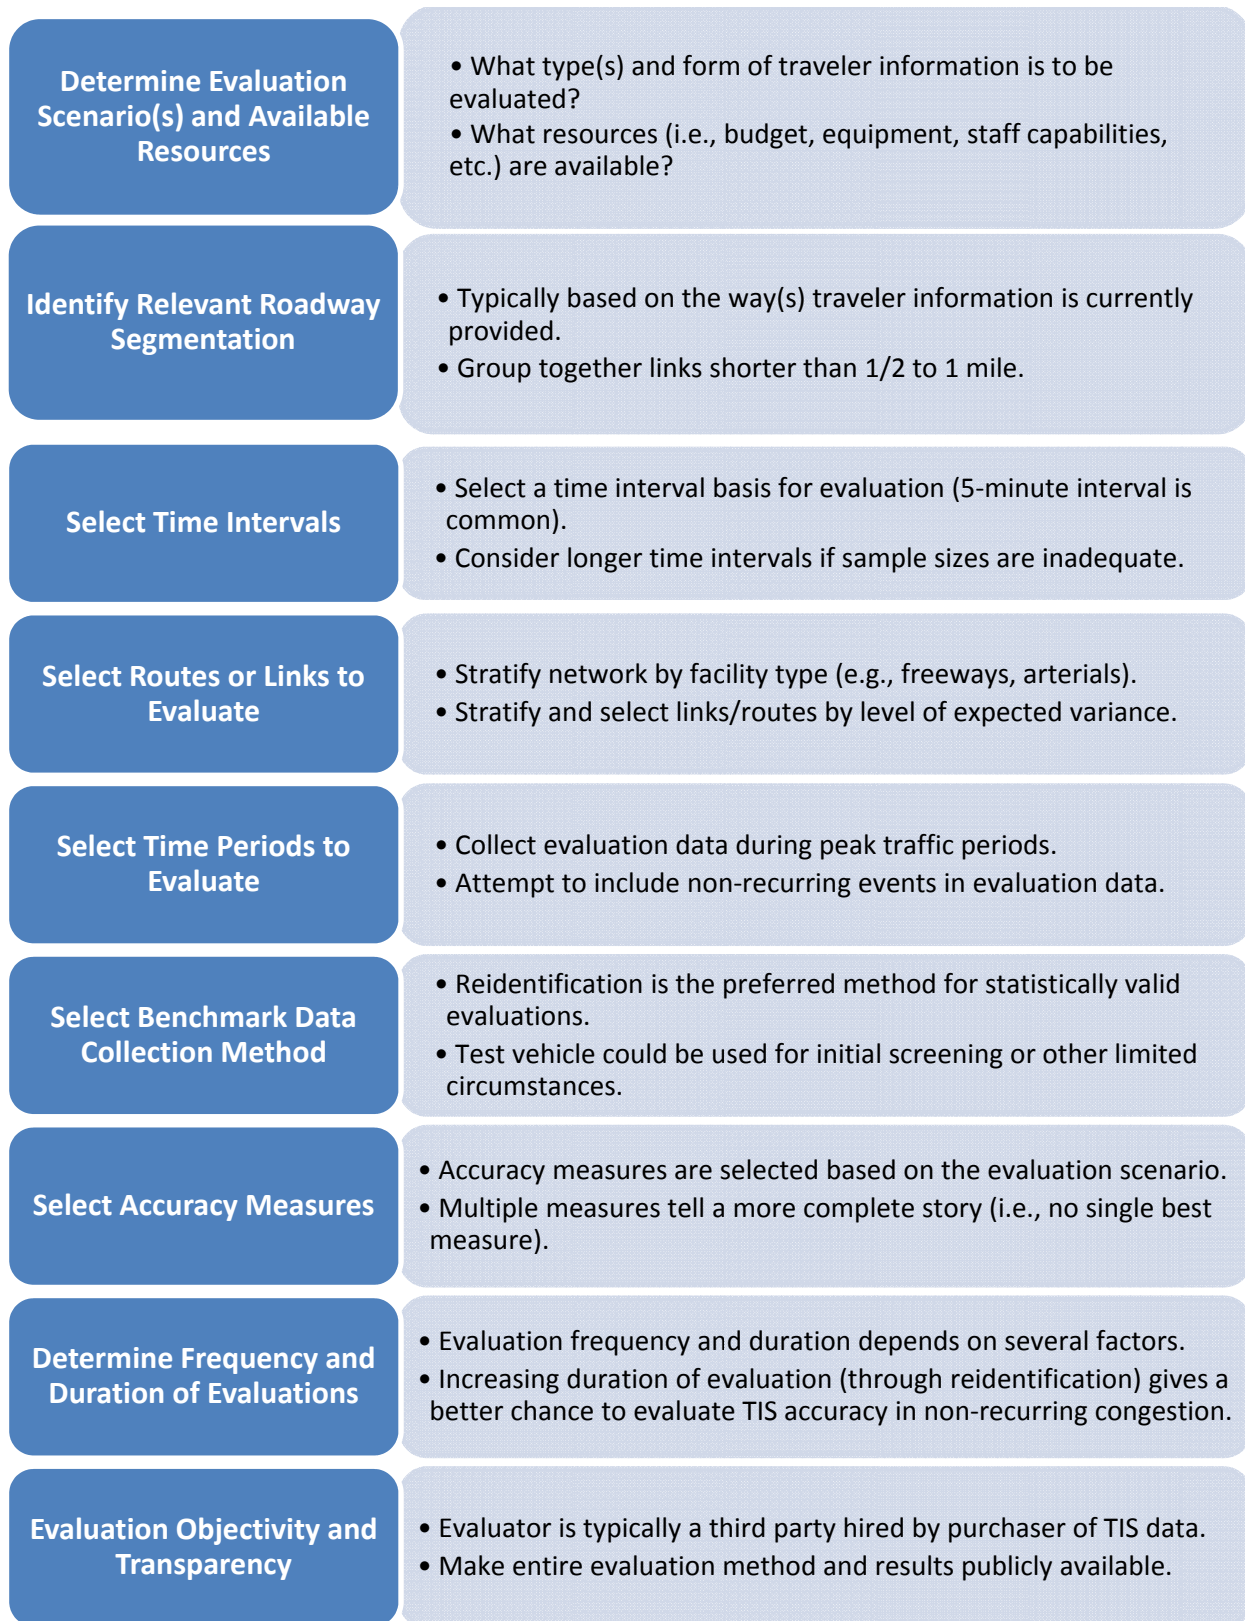 Determine Evaluation
Scenario(s) and Available
Resources
• What type(s) and form of traveler information is to be
evaluated?
• What resources (i.e., budget, equipment, staff capabilities,
etc.) are available?
Identify Relevant Roadway
Segmentation
• Typically based on the way(s) traveler information is currently
provided.
• Group together links shorter than 1/2 to 1 mile.
Select Time Intervals
• Select a time interval basis for evaluation (5-minute interval is
common).
• Consider longer time intervals if sample sizes are inadequate.
Select Routes or Links to
Evaluate
• Stratify network by facility type (e.g., freeways, arterials).
• Stratify and select links/routes by level of expected variance.
Select Time Periods to
Evaluate
• Collect evaluation data during peak traffic periods.
• Attempt to include non-recurring events in evaluation data.
Select Benchmark Data
Collection Method
• Reidentification is the preferred method for statistically valid
evaluations.
• Test vehicle could be used for initial screening or other limited
circumstances.
Select Accuracy Measures
• Accuracy measures are selected based on the evaluation scenario.
• Multiple measures tell a more complete story (i.e., no single best
measure).
Determine Frequency and
Duration of Evaluations
• Evaluation frequency and duration depends on several factors.
• Increasing duration of evaluation (through reidentification) gives a
better chance to evaluate TIS accuracy in non-recurring congestion.
Evaluation Objectivity and
Transparency
• Evaluator is typically a third party hired by purchaser of TIS data.
• Make entire evaluation method and results publicly available.